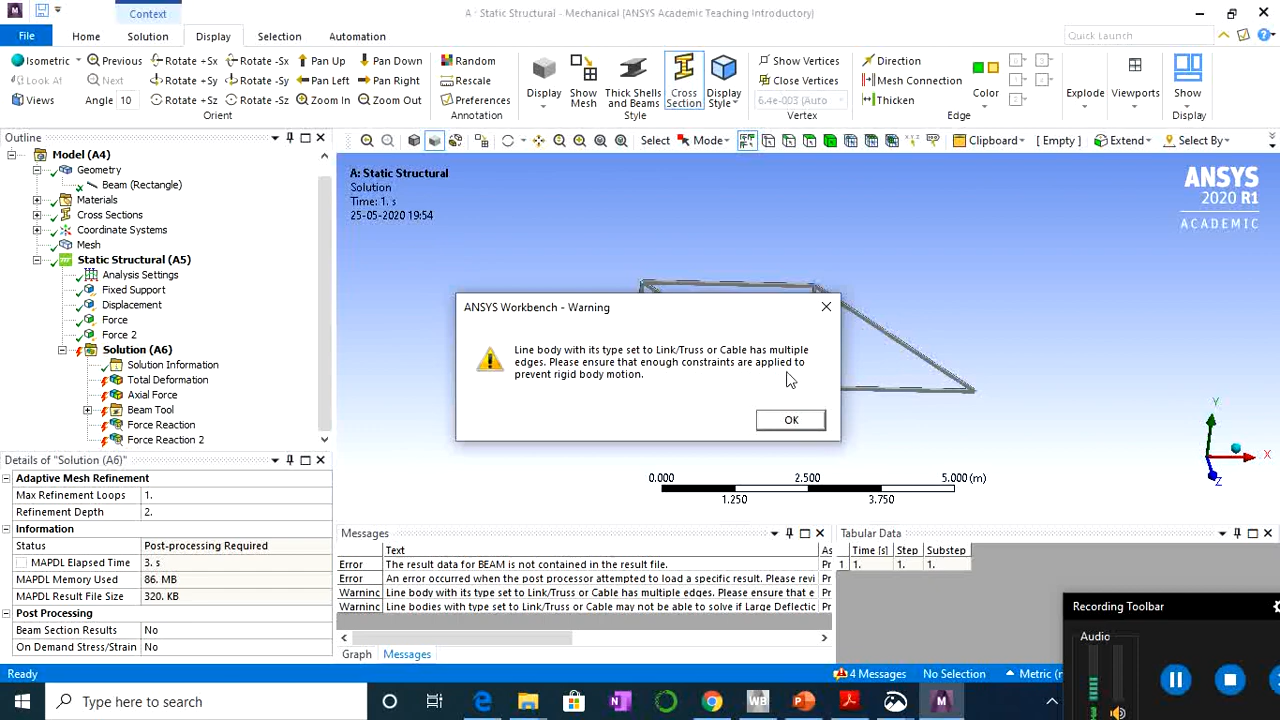 Context
A : Static Structural - Mechanical [ANSYS Academic Teaching Introductory]
File Home Solution Display Selection Automation
Quick Launch
Isometric Previous Rotate +Sx Rotate -Sx Pan Up Pan Down
Look At Next Rotate +Sy Rotate -Sy Pan Left Pan Right
Views Angle 10 Rotate +Sz Rotate -Sz Zoom In Zoom Out
Orient
Random
Rescale
Preferences
Annotation
Display
Show
Mesh
Thick Shells
and Beams
Cross
Section
Display
Style
Style
Show Vertices
Close Vertices
6.4e-003 (Auto
Vertex
Direction
Mesh Connection
Thicken
Color
Edge
Explode
Viewports
Show
Display
Select Mode Clipboard [ Empty ] Extend Select By
Outline
Model (A4)
Geometry
Beam (Rectangle)
Materials
Cross Sections
Coordinate Systems
Mesh
Static Structural (A5)
Analysis Settings
Fixed Support
Displacement
Force
Force 2
Solution (A6)
Solution Information
Total Deformation
Axial Force
Beam Tool
Force Reaction
Force Reaction 2
Details of "Solution (A6)"
Adaptive Mesh Refinement
Max Refinement Loops 1.
Refinement Depth 2.
Information
Status Post-processing Required
MAPDL Elapsed Time 3. s
MAPDL Memory Used 86. MB
MAPDL Result File Size 320. KB
Post Processing
Beam Section Results No
On Demand Stress/Strain No
A: Static Structural
Solution
Time: 1. s
25-05-2020 19:54
ANSYS
2020 R1
ACADEMIC
ANSYS Workbench - Warning
Line body with its type set to Link/Truss or Cable has multiple
edges. Please ensure that enough constraints are applied to
prevent rigid body motion.
OK
Y
X
Z
0.000 2.500 5.000 (m)
1.250 3.750
Messages
Text As
Error The result data for BEAM is not contained in the result file. Pr
Error An error occurred when the post processor attempted to load a specific result. Please revi Pr
Warninc Line body with its type set to Link/Truss or Cable has multiple edges. Please ensure that e Pr
Warninc Line bodies with type set to Link/Truss or Cable may not be able to solve if Large Deflectic Pr
Graph Messages
Tabular Data
Time [s] Step Substep
1 1. 1. 1.
Recording Toolbar
Audio
Ready
4 Messages No Selection Metric (n
Type here to search